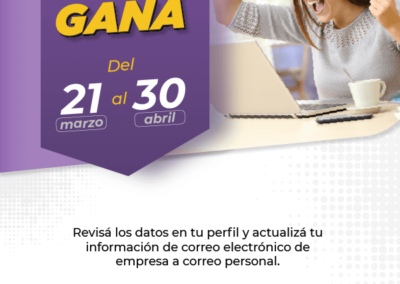 GANA
Del
21 al 30
marzo abril
Revisá los datos en tu perfil y actualizá tu
información de correo electrónico de
empresa a correo personal.